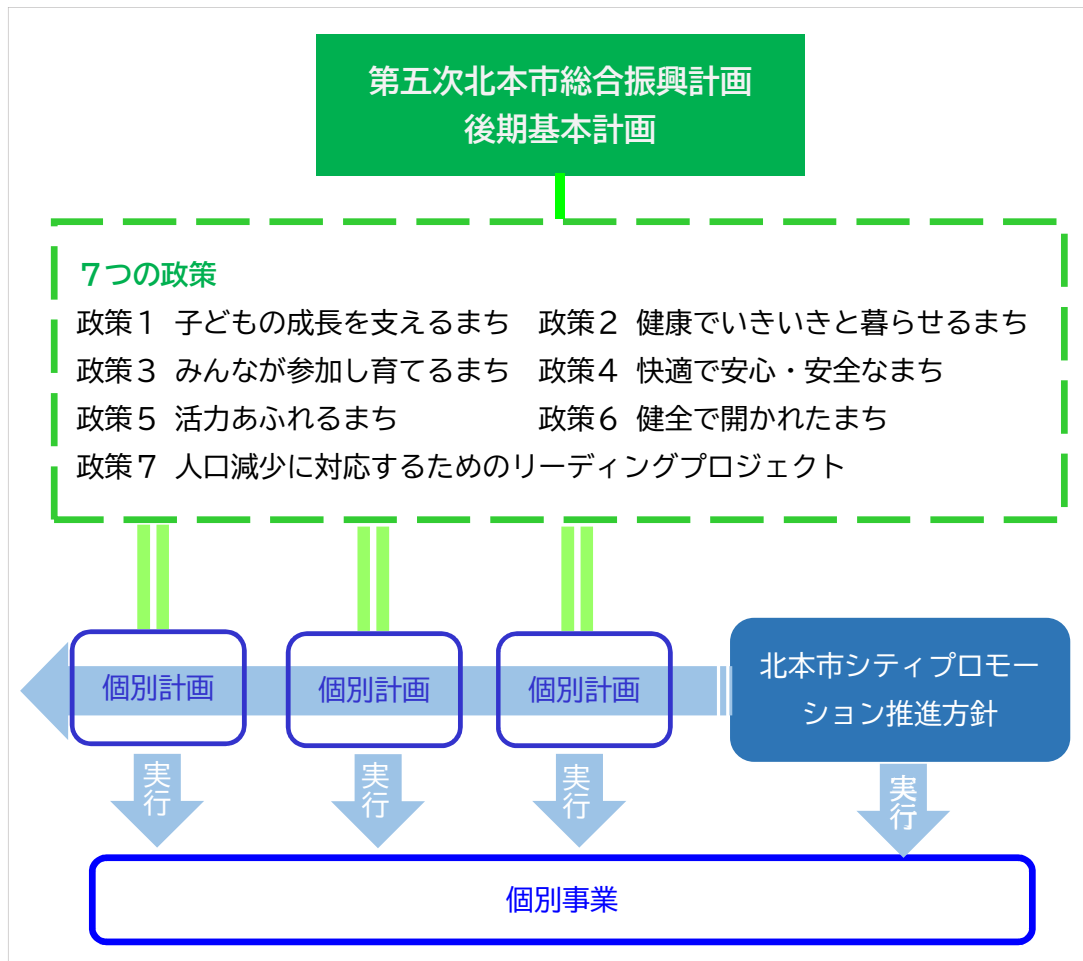 第五次北本市総合振興計画
後期基本計画
７つの政策
政策１ 子どもの成長を支えるまち 政策２ 健康でいきいきと暮らせるまち
政策３ みんなが参加し育てるまち 政策４ 快適で安心・安全なまち
政策５ 活力あふれるまち 政策６ 健全で開かれたまち
政策７ 人口減少に対応するためのリーディングプロジェクト
個別計画
個別計画
個別計画
北本市シティプロモー
ション推進方針
実行
実行
実行
実行
個別事業